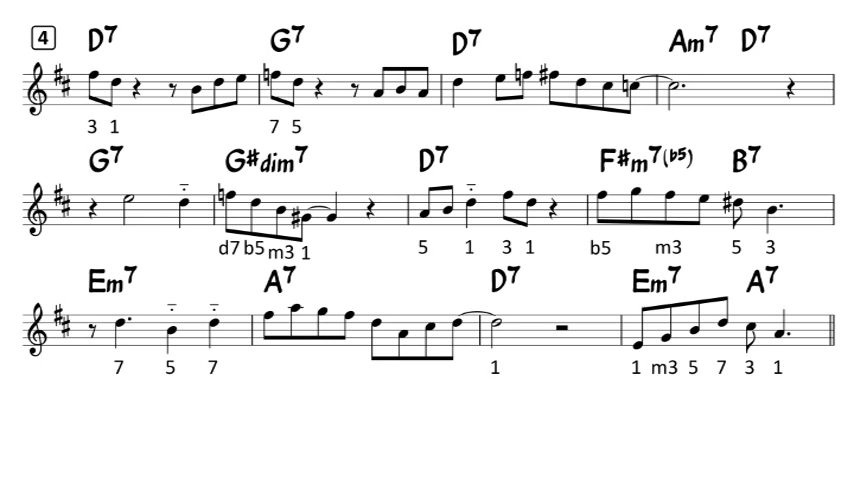 4 D7 G7 D7 Am7 D7
3 1 7 5
G7 G#dim7 D7 F#m7(b5) B7
d7 b5 m3 1 5 1 3 1 b5 m3 5 3
Em7 A7 D7 Em7 A7
7 5 7 1 1 m3 5 7 3 1